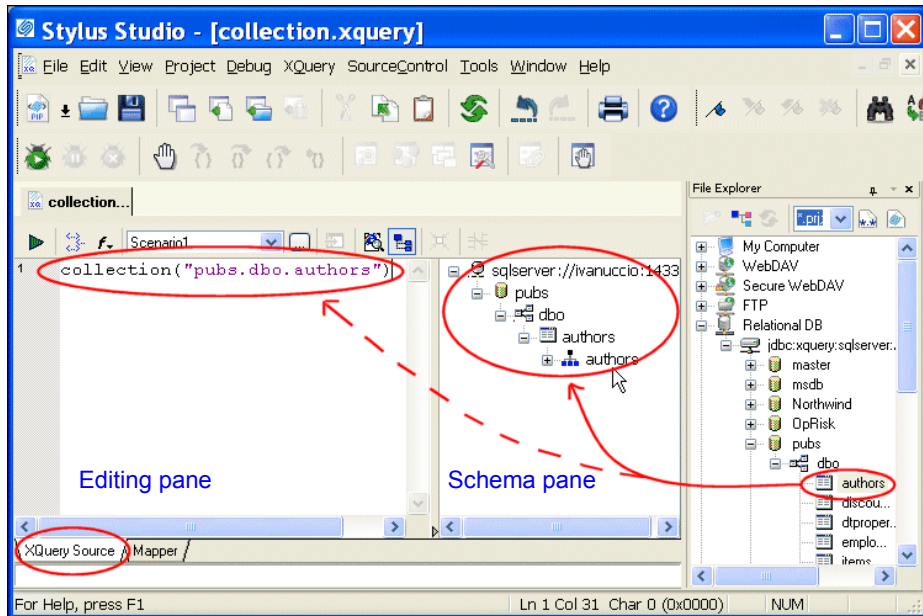 Stylus Studio - [collection.xquery]
File Edit View Project Debug XQuery SourceControl Tools Window Help
collection...
Scenario1
1 collection("pubs.dbo.authors")
Editing pane
XQuery Source Mapper
sqlserver://ivanuccio:1433
pubs
dbo
authors
authors
Schema pane
File Explorer
*.prj
My Computer
WebDAV
Secure WebDAV
FTP
Relational DB
jdbc:xquery:sqlserver:.
master
msdb
Northwind
OpRisk
pubs
dbo
authors
discou...
dtproper...
emplo...
items
For Help, press F1
Ln 1 Col 31 Char 0 (0x0000)
NUM